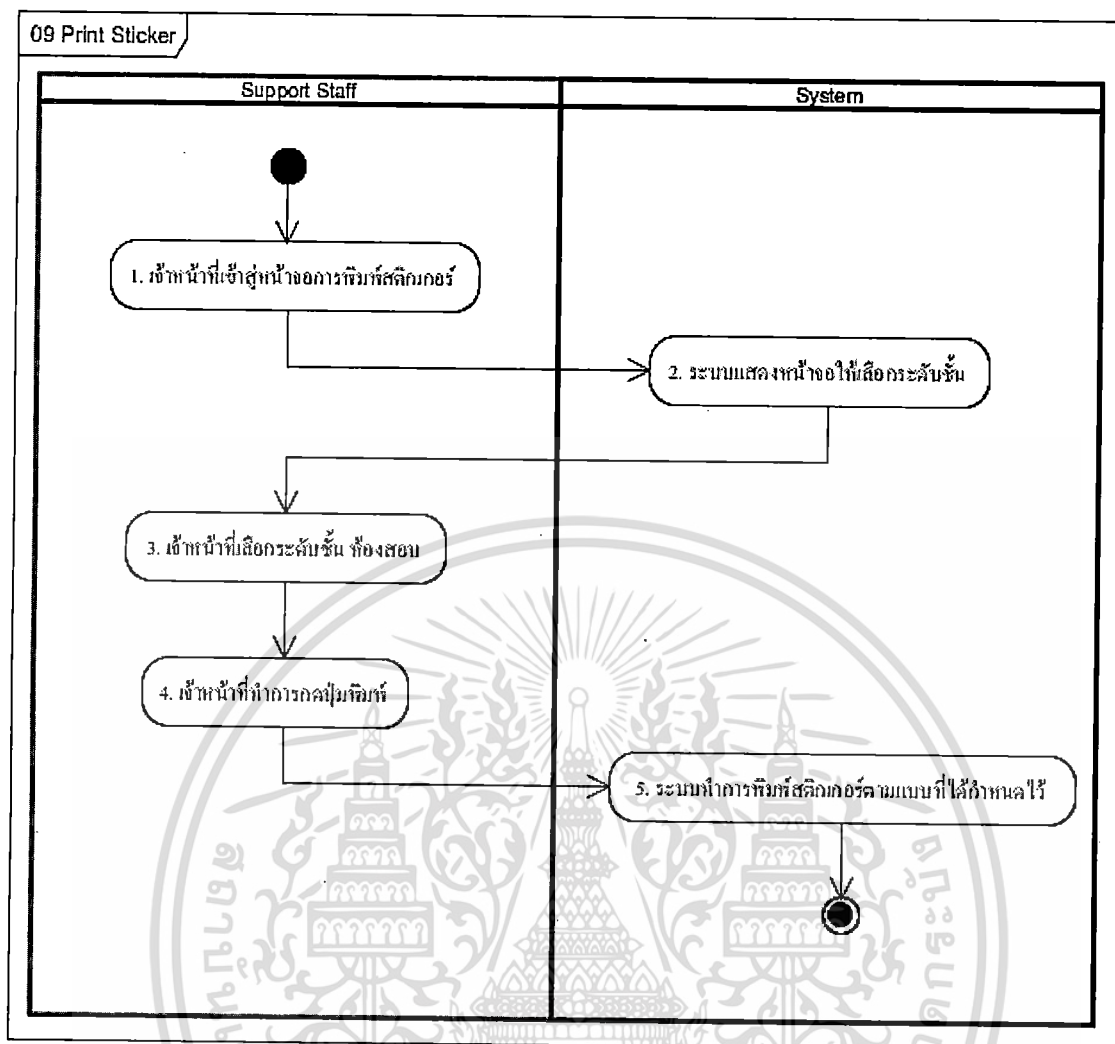 09 Print Sticker
Support Staff
System
1. เจ้าหน้าที่เข้าสู่หน้าจอการพิมพ์สติกเกอร์
2. ระบบแสดงหน้าจอให้เลือกระดับชั้น
3. เจ้าหน้าที่เลือกระดับชั้น ห้องสอบ
4. เจ้าหน้าที่ทำการกดปุ่มพิมพ์
5. ระบบทำการพิมพ์สติกเกอร์ตามแบบที่ได้กำหนดไว้